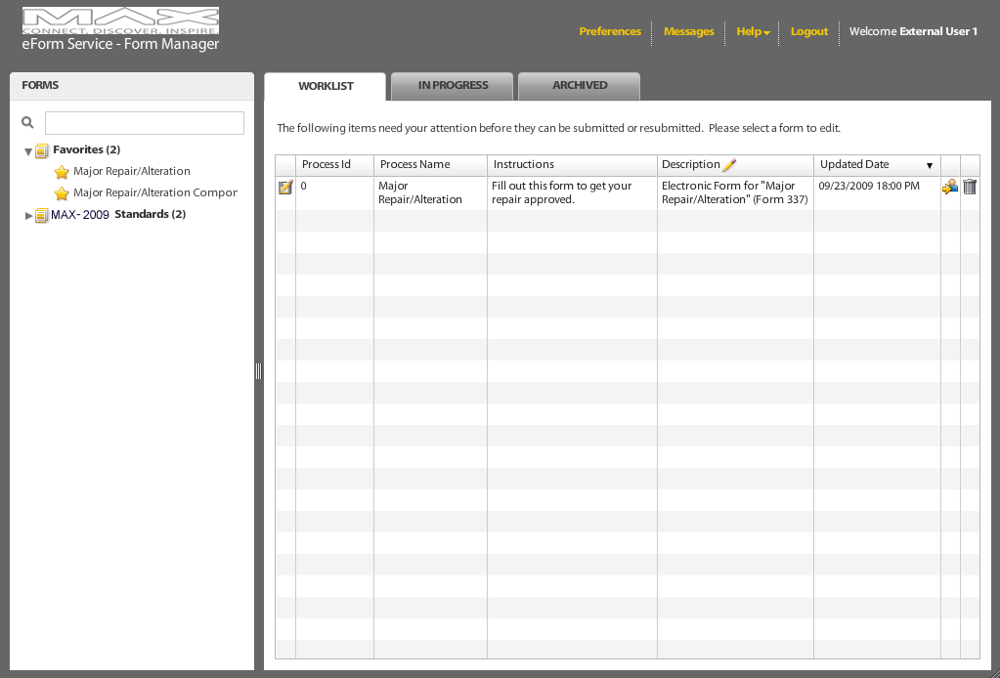 MAX
CONNECT, DISCOVER, INSPIRE.
eForm Service - Form Manager
Preferences
Messages
Help
Logout
Welcome External User 1
FORMS
Favorites (2)
Major Repair/Alteration
Major Repair/Alteration Compor
MAX- 2009 Standards (2)
WORKLIST
IN PROGRESS
ARCHIVED
The following items need your attention before they can be submitted or resubmitted. Please select a form to edit.
Process Id
Process Name
Instructions
Description
Updated Date
0
Major
Repair/Alteration
Fill out this form to get your
repair approved.
Electronic Form for "Major
Repair/Alteration" (Form 337)
09/23/2009 18:00 PM